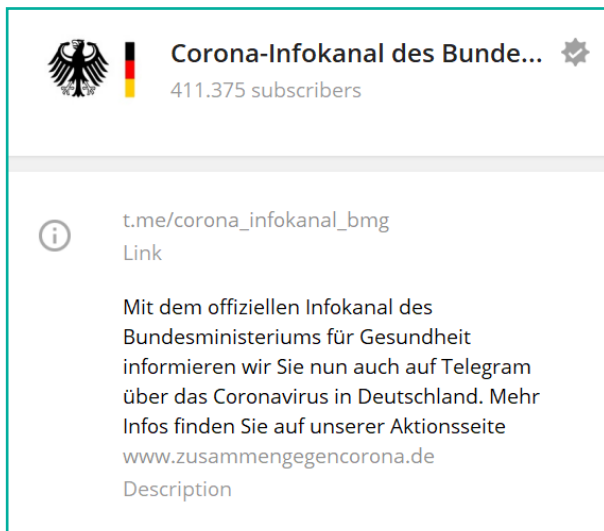 Corona-Infokanal des Bunde...
411.375 subscribers
t.me/corona_infokanal_bmg
Link
Mit dem offiziellen Infokanal des
Bundesministeriums für Gesundheit
informieren wir Sie nun auch auf Telegram
über das Coronavirus in Deutschland. Mehr
Infos finden Sie auf unserer Aktionsseite
www.zusammengegencorona.de
Description